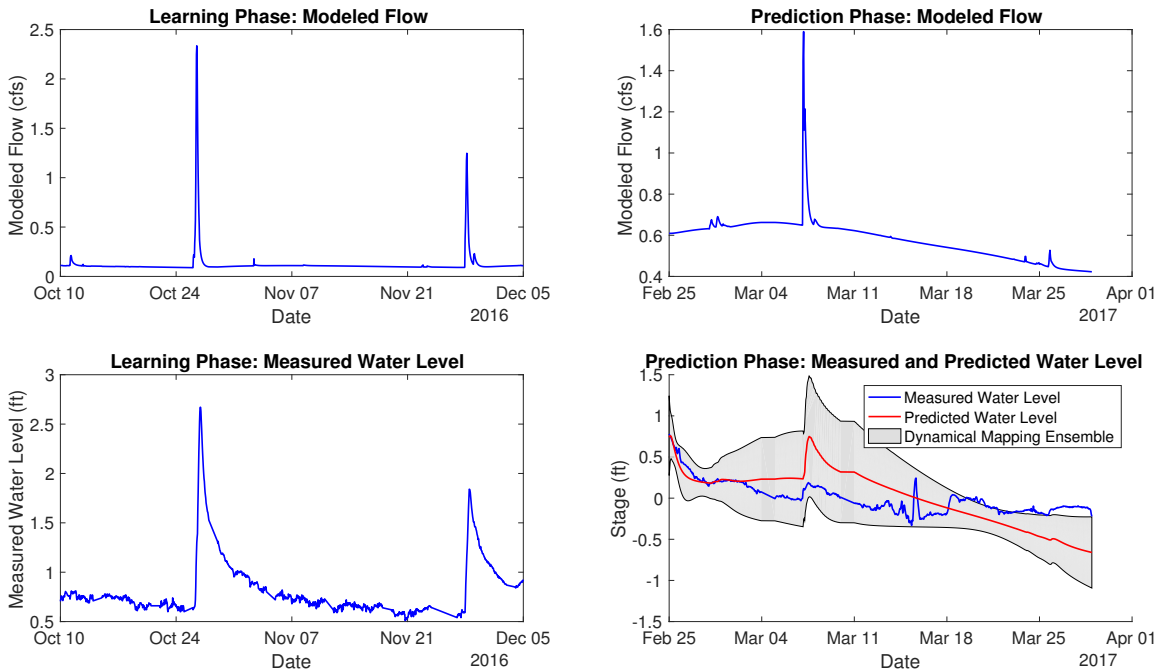 Learning Phase: Modeled Flow
2.5
2
1.5
1
0.5
0
Modeled Flow (cfs)
Oct 10 Oct 24 Nov 07 Nov 21 Dec 05
Date 2016
Prediction Phase: Modeled Flow
1.6
1.4
1.2
1
0.8
0.6
0.4
Modeled Flow (cfs)
Feb 25 Mar 04 Mar 11 Mar 18 Mar 25 Apr 01
Date 2017
Learning Phase: Measured Water Level
3
2.5
2
1.5
1
0.5
Measured Water Level (ft)
Oct 10 Oct 24 Nov 07 Nov 21 Dec 05
Date 2016
Prediction Phase: Measured and Predicted Water Level
1.5
1
0.5
0
-0.5
-1
-1.5
Stage (ft)
Measured Water Level
Predicted Water Level
Dynamical Mapping Ensemble
Feb 25 Mar 04 Mar 11 Mar 18 Mar 25 Apr 01
Date 2017